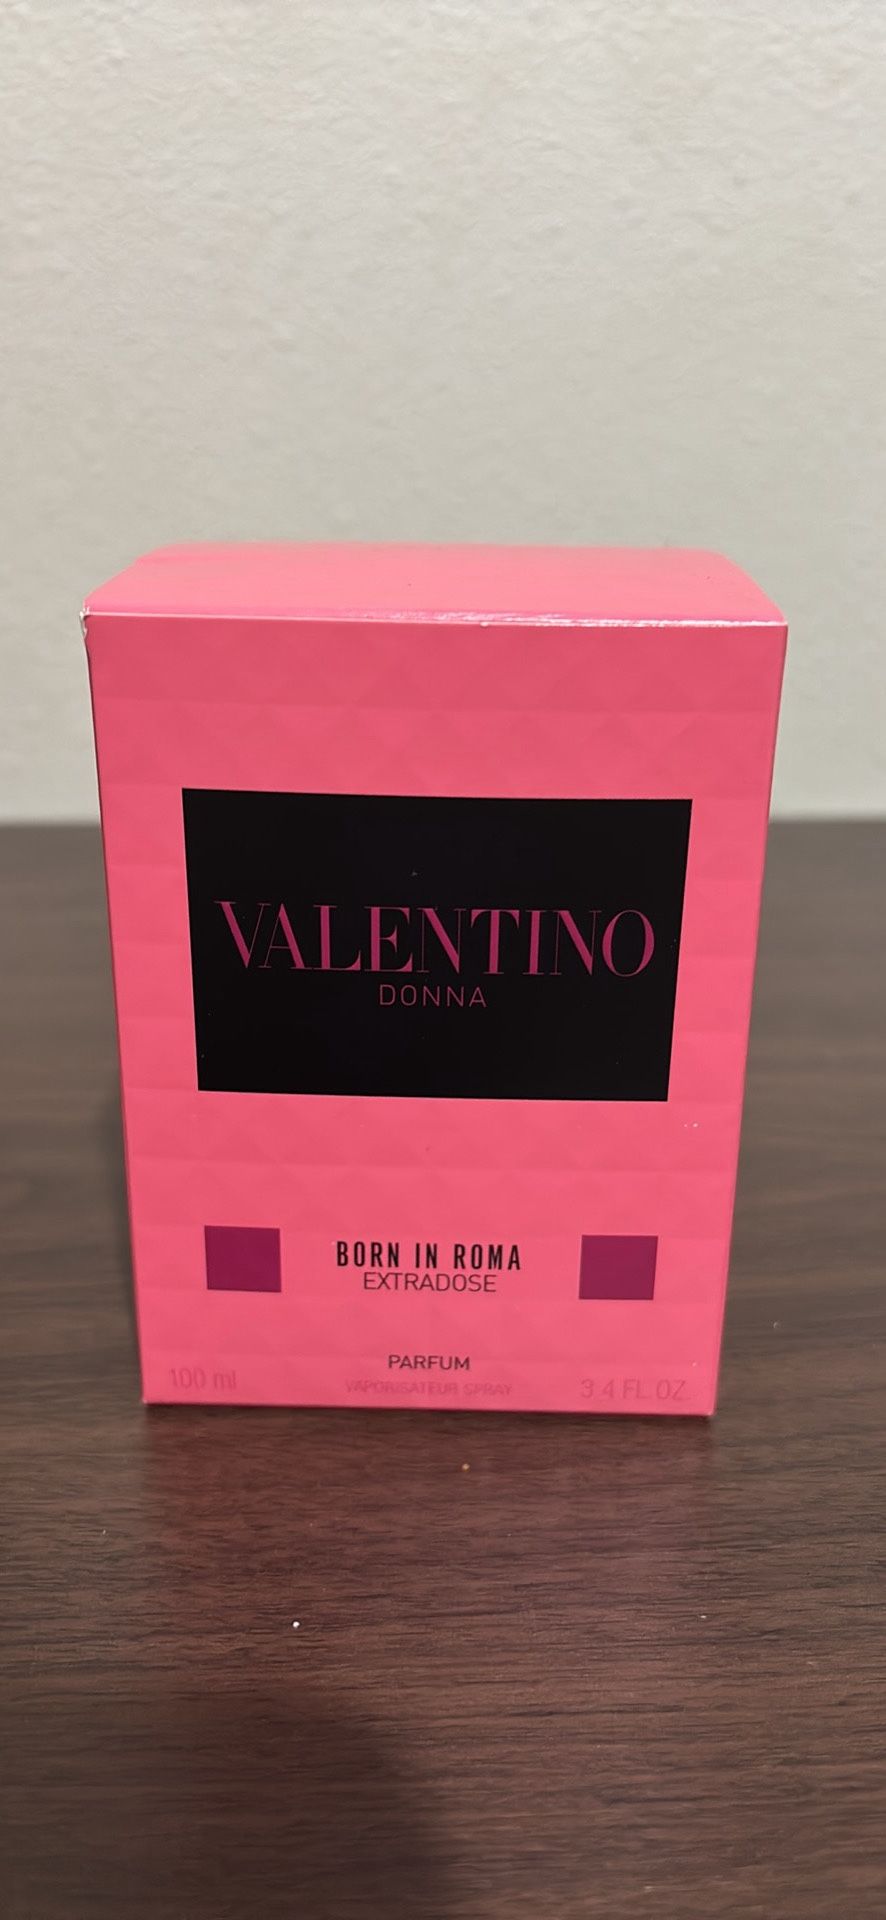 VALENTINO
DONNA
BORN IN ROMA
EXTRADOSE
PARFUM
100 ml VAPORISATEUR SPRAY 3.4 FL.OZ.